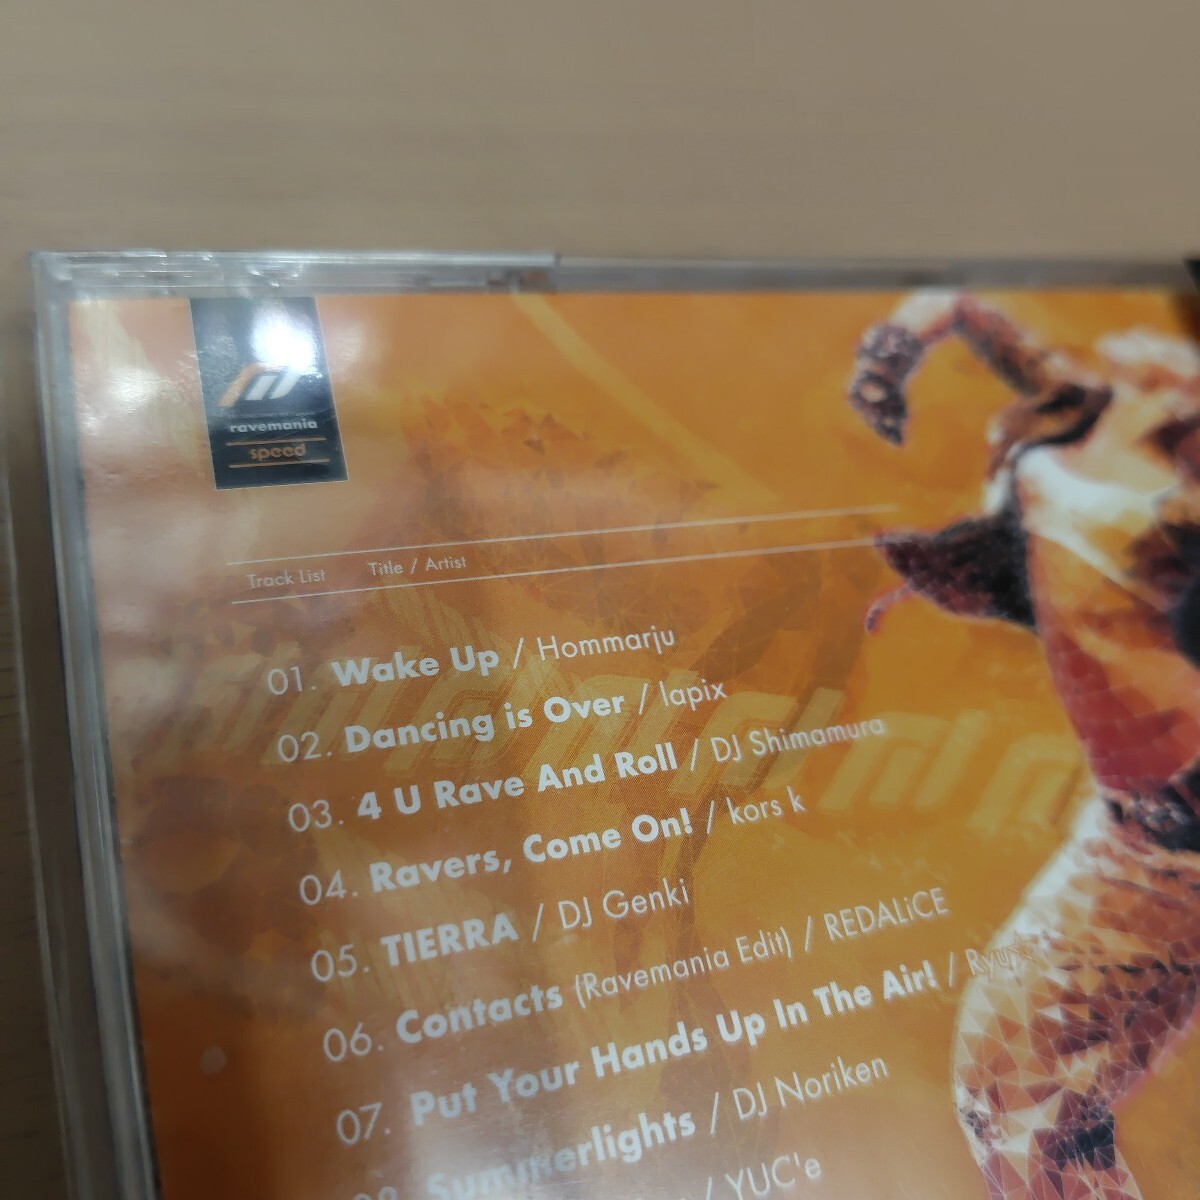 ravemania
speed
Track List Title / Artist
01. Wake Up / Hommarju
02. Dancing is Over / lapix
03. 4 U Rave And Roll / DJ Shimamura
04. Ravers, Come On! / kors k
05. TIERRA / DJ Genki
06. Contacts (Ravemania Edit) / REDALiCE
07. Put Your Hands Up In The Air! / Ryu☆
08. Summerlights / DJ Noriken
/ YUC'e